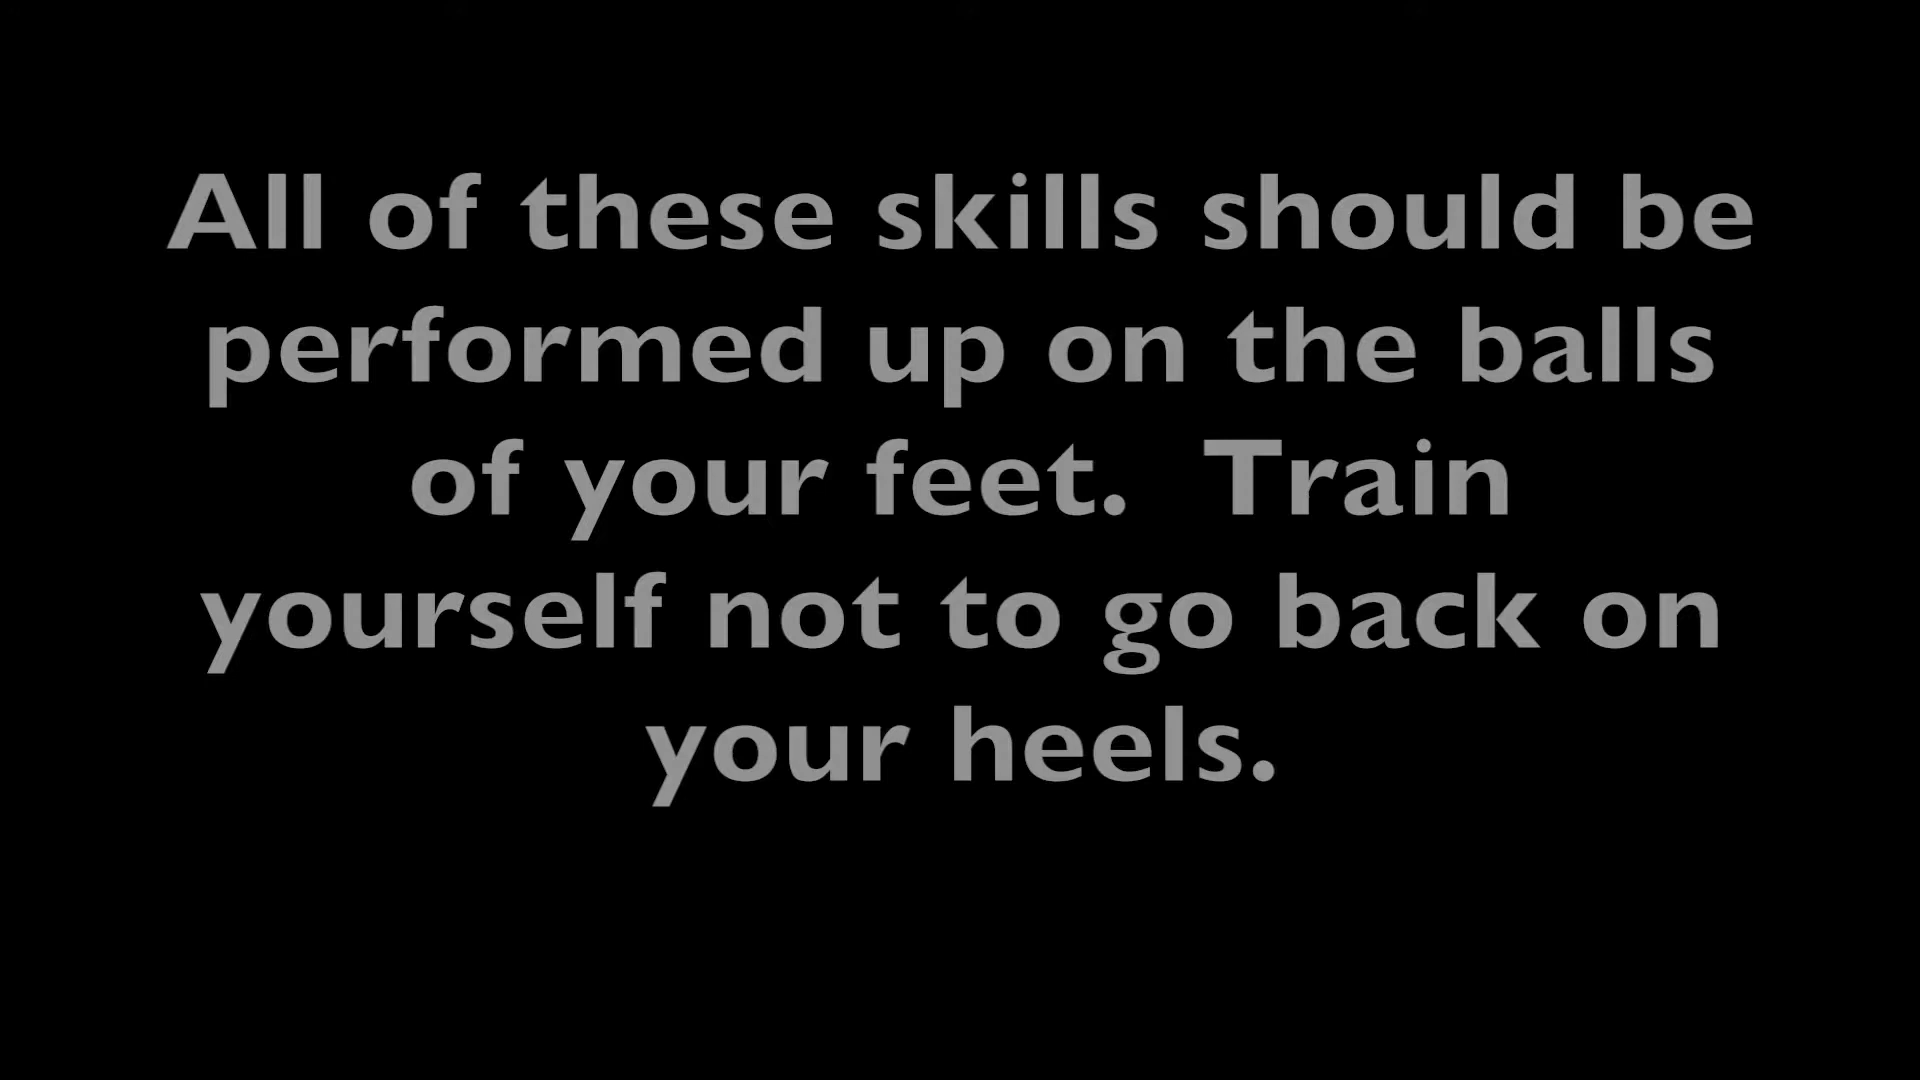 All of these skills should be
performed up on the balls
of your feet.  Train
yourself not to go back on
your heels.